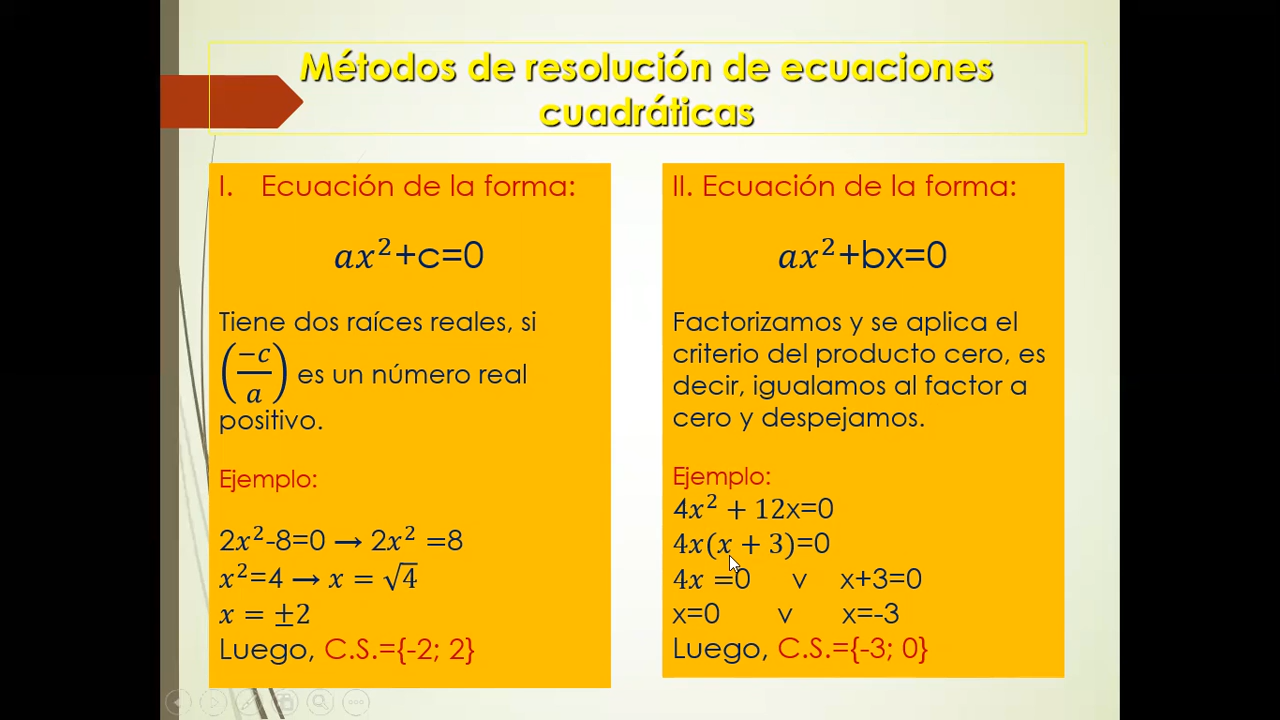 Métodos de resolución de ecuaciones
cuadráticas
I. Ecuación de la forma:
𝑎𝑥²+c=0
Tiene dos raíces reales, si
(−𝑐/𝑎) es un número real
positivo.
Ejemplo:
2𝑥²-8=0 → 2𝑥² =8
𝑥²=4 → 𝑥 = √4
𝑥 = ±2
Luego, C.S.={-2; 2}
II. Ecuación de la forma:
𝑎𝑥²+bx=0
Factorizamos y se aplica el
criterio del producto cero, es
decir, igualamos al factor a
cero y despejamos.
Ejemplo:
4𝑥² + 12x=0
4𝑥(𝑥 + 3)=0
4𝑥 =0 v x+3=0
x=0 v x=-3
Luego, C.S.={-3; 0}